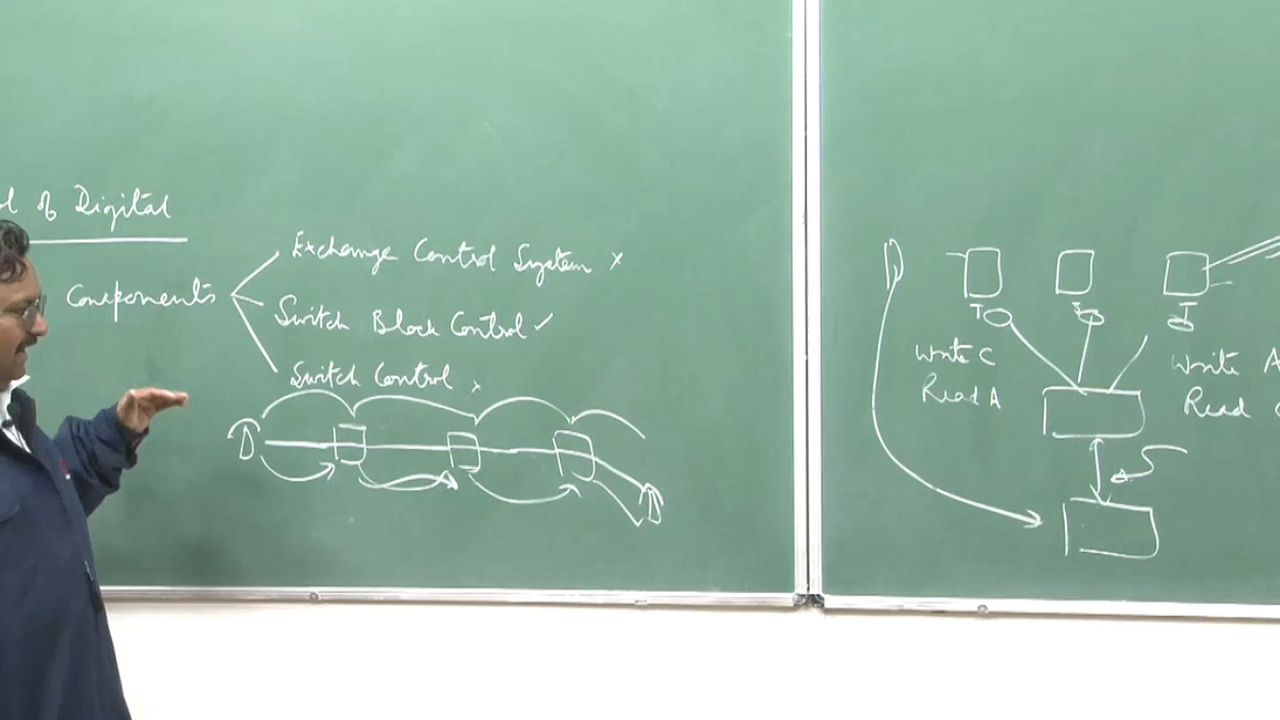 l of Digital
Components
Exchange Control System ×
Switch Block Control ✓
Switch Control ×
Write C
Read A
Write A
Read